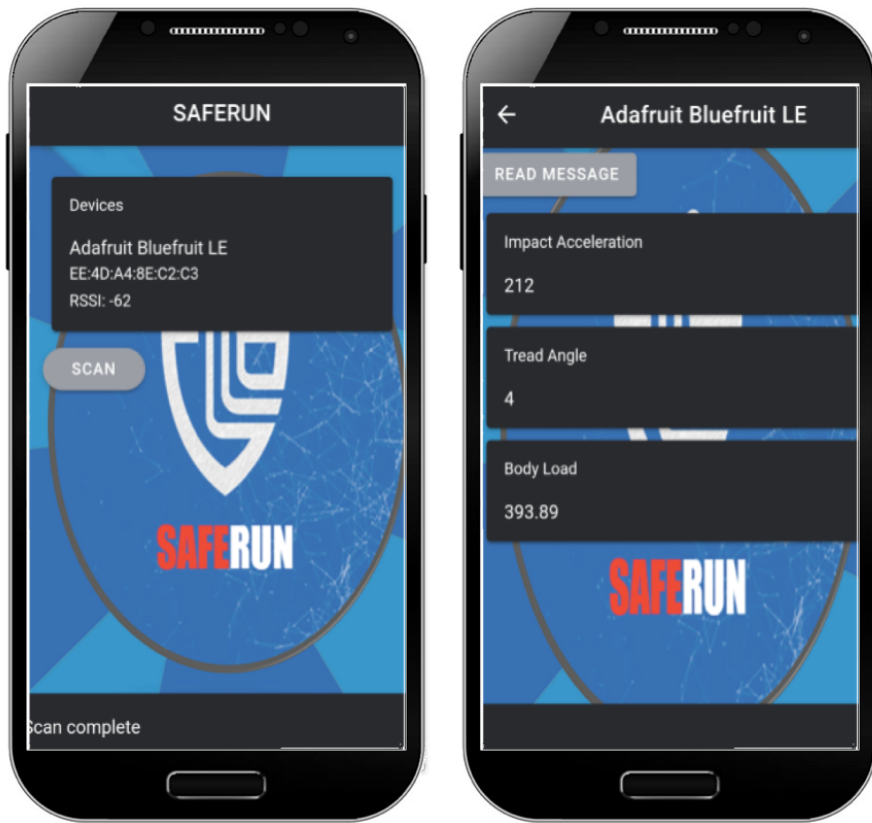 SAFERUN
Devices
Adafruit Bluefruit LE
EE:4D:A4:8E:C2:C3
RSSI: -62
SCAN
SAFERUN
Scan complete
Adafruit Bluefruit LE
READ MESSAGE
Impact Acceleration
212
Tread Angle
4
Body Load
393.89
SAFERUN